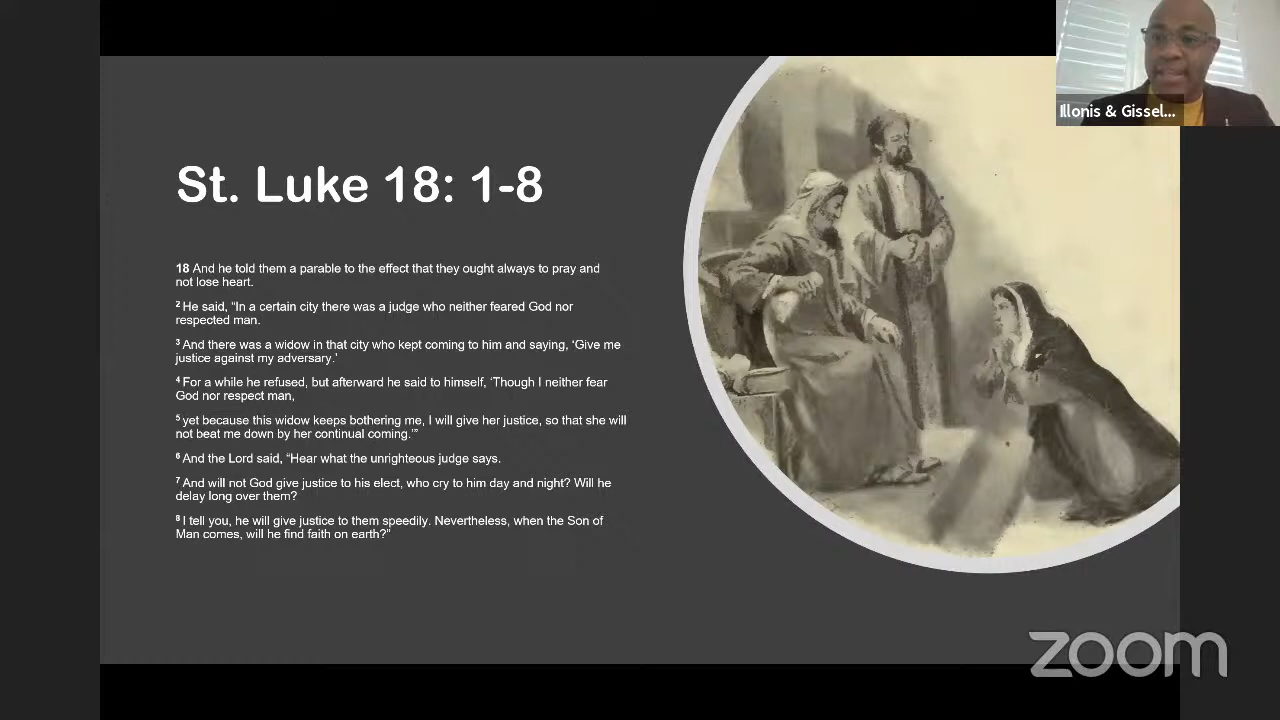 Illonis & Gissel...
St. Luke 18: 1-8
18 And he told them a parable to the effect that they ought always to pray and
not lose heart.
2 He said, “In a certain city there was a judge who neither feared God nor
respected man.
3 And there was a widow in that city who kept coming to him and saying, ‘Give me
justice against my adversary.’
4 For a while he refused, but afterward he said to himself, ‘Though I neither fear
God nor respect man,
5 yet because this widow keeps bothering me, I will give her justice, so that she will
not beat me down by her continual coming.’”
6 And the Lord said, “Hear what the unrighteous judge says.
7 And will not God give justice to his elect, who cry to him day and night? Will he
delay long over them?
8 I tell you, he will give justice to them speedily. Nevertheless, when the Son of
Man comes, will he find faith on earth?”
zoom